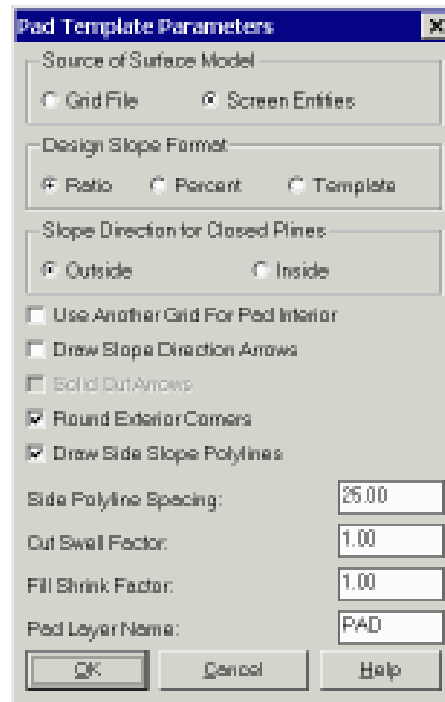 Pad Template Parameters
Source of Surface Model
Grid File Screen Entities
Design Slope Format
Ratio Percent Template
Slope Direction for Closed Plines
Outside Inside
Use Another Grid For Pad Interior
Draw Slope Direction Arrows
Solid Cut Arrows
Round Exterior Corners
Draw Side Slope Polylines
Side Polyline Spacing: 25.00
Cut Swell Factor: 1.00
Fill Shrink Factor: 1.00
Pad Layer Name: PAD
OK Cancel Help